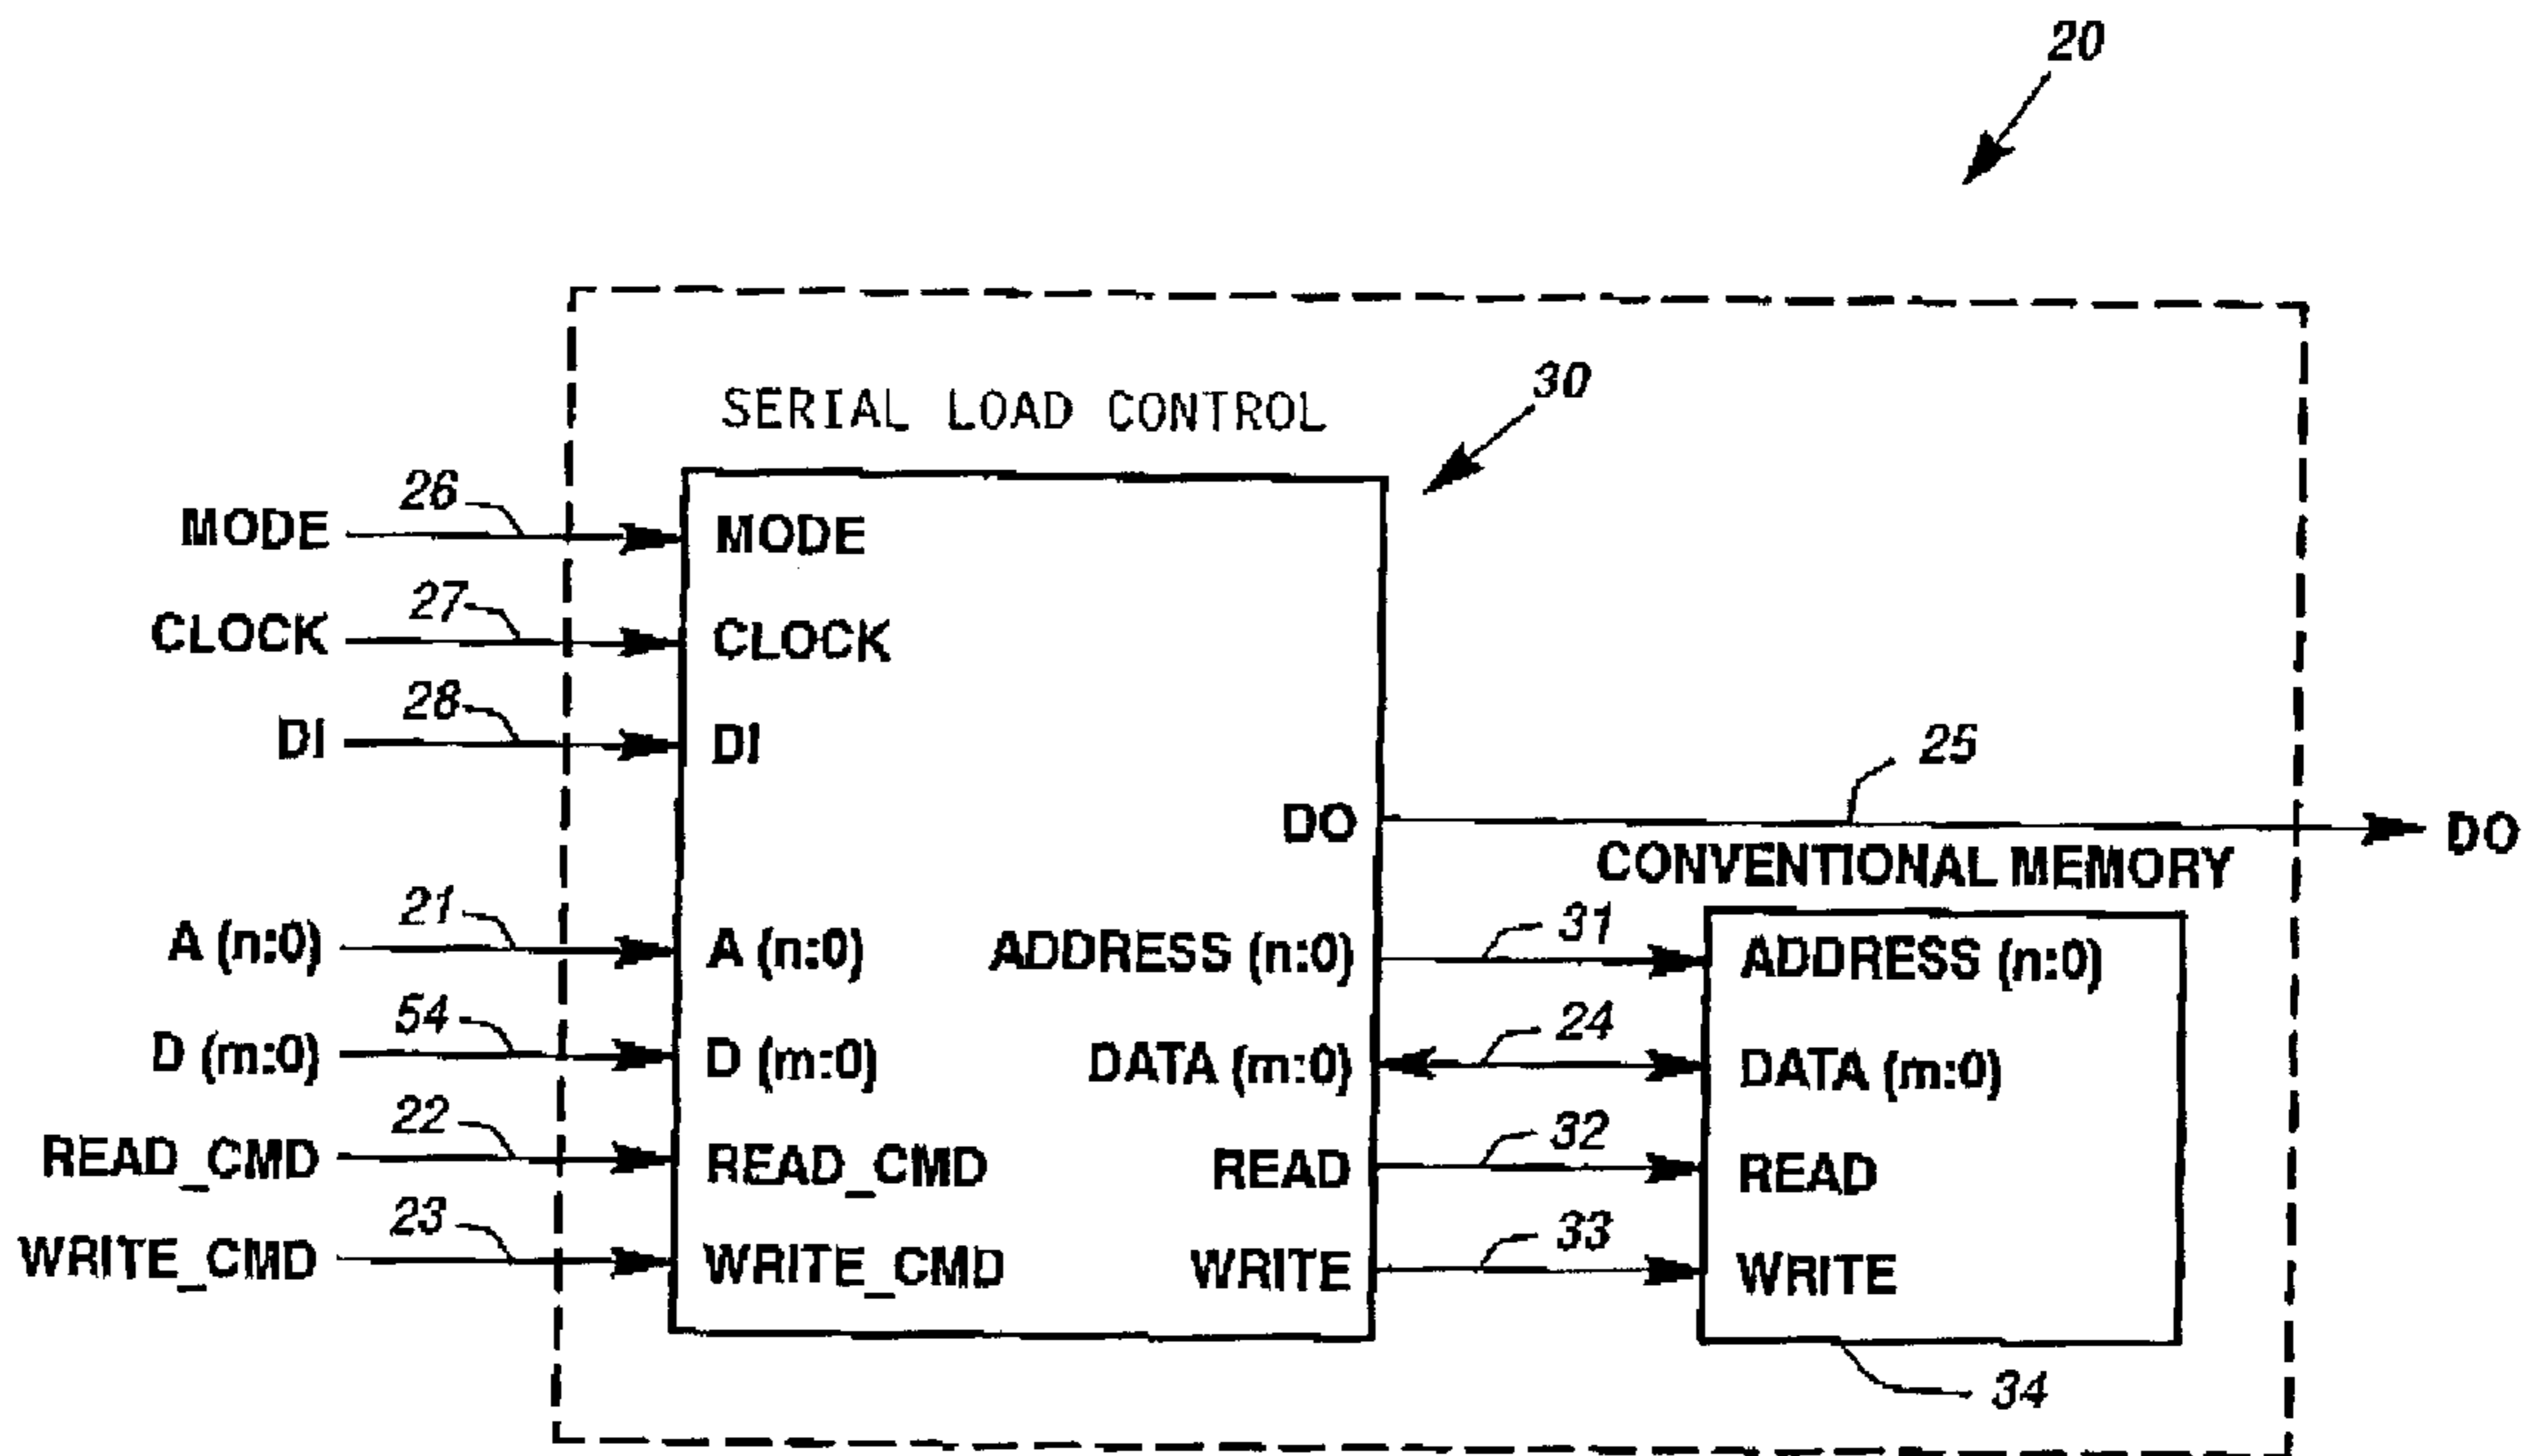 20
SERIAL LOAD CONTROL
30
MODE 26 MODE
CLOCK 27 CLOCK
DI 28 DI
25
DO DO
CONVENTIONAL MEMORY
A (n:0) 21 A (n:0) ADDRESS (n:0) 31 ADDRESS (n:0)
D (m:0) 54 D (m:0) DATA (m:0) 24 DATA (m:0)
READ_CMD 22 READ_CMD READ 32 READ
WRITE_CMD 23 WRITE_CMD WRITE 33 WRITE
34